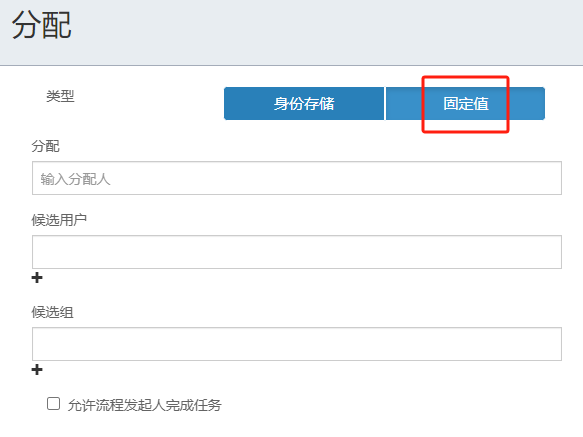 分配
类型
身份存储
固定值
分配
输入分配人
候选用户
候选组
允许流程发起人完成任务